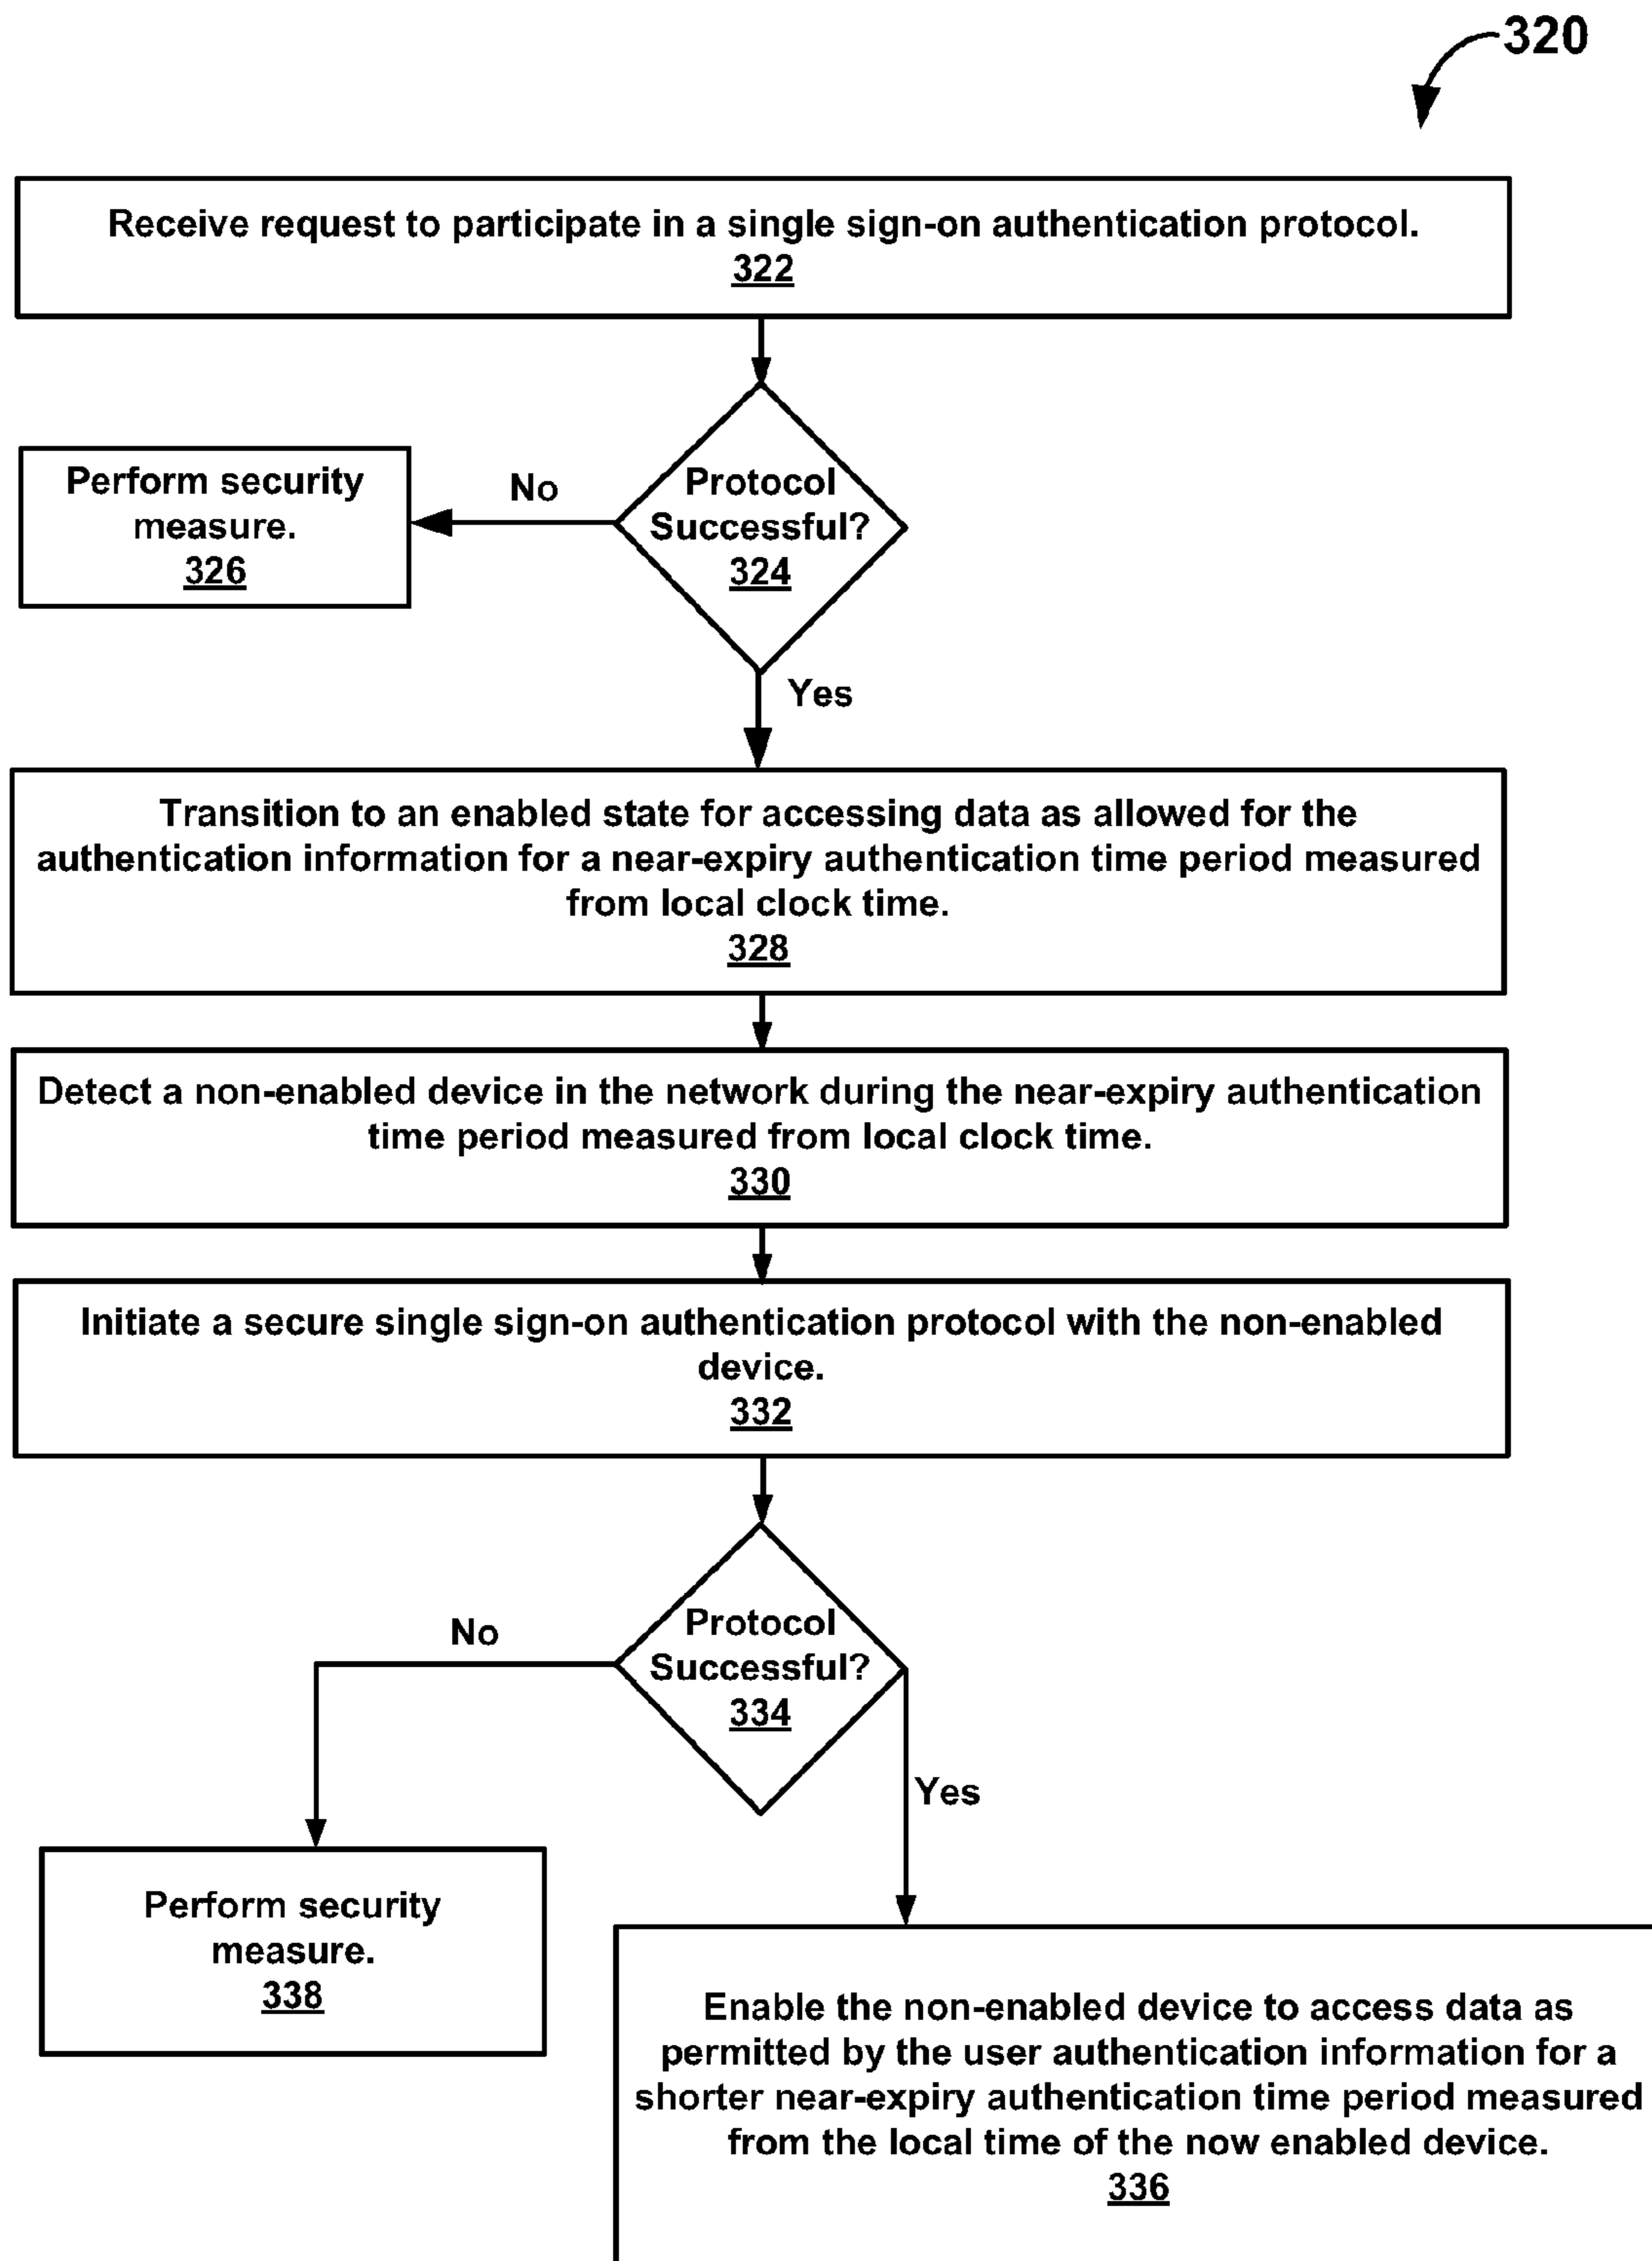 320
Receive request to participate in a single sign-on authentication protocol.
322
Protocol
Successful?
324
No
Perform security
measure.
326
Yes
Transition to an enabled state for accessing data as allowed for the
authentication information for a near-expiry authentication time period measured
from local clock time.
328
Detect a non-enabled device in the network during the near-expiry authentication
time period measured from local clock time.
330
Initiate a secure single sign-on authentication protocol with the non-enabled
device.
332
Protocol
Successful?
334
No
Yes
Perform security
measure.
338
Enable the non-enabled device to access data as
permitted by the user authentication information for a
shorter near-expiry authentication time period measured
from the local time of the now enabled device.
336